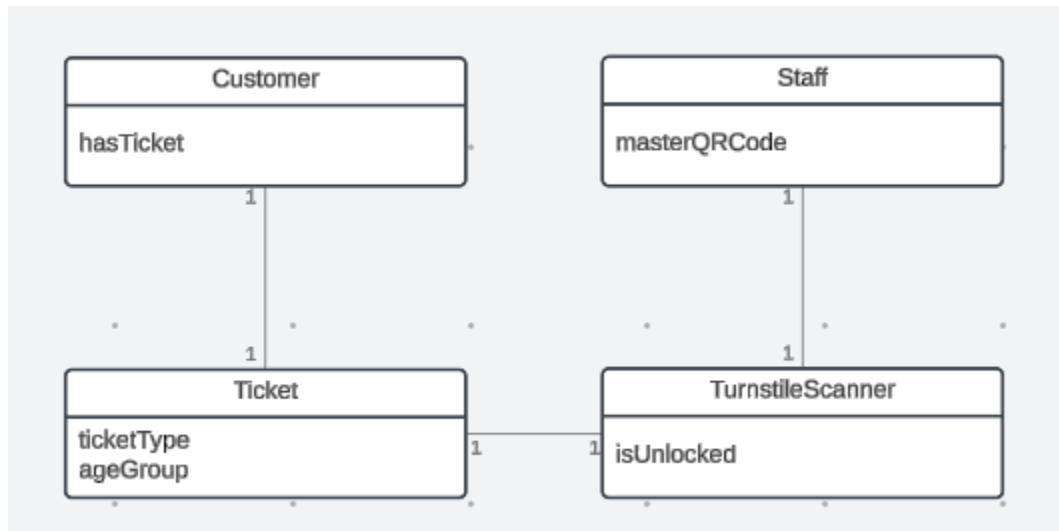 Customer
hasTicket
1
1
Ticket
ticketType
ageGroup
1
Staff
masterQRCode
1
1
TurnstileScanner
1
isUnlocked